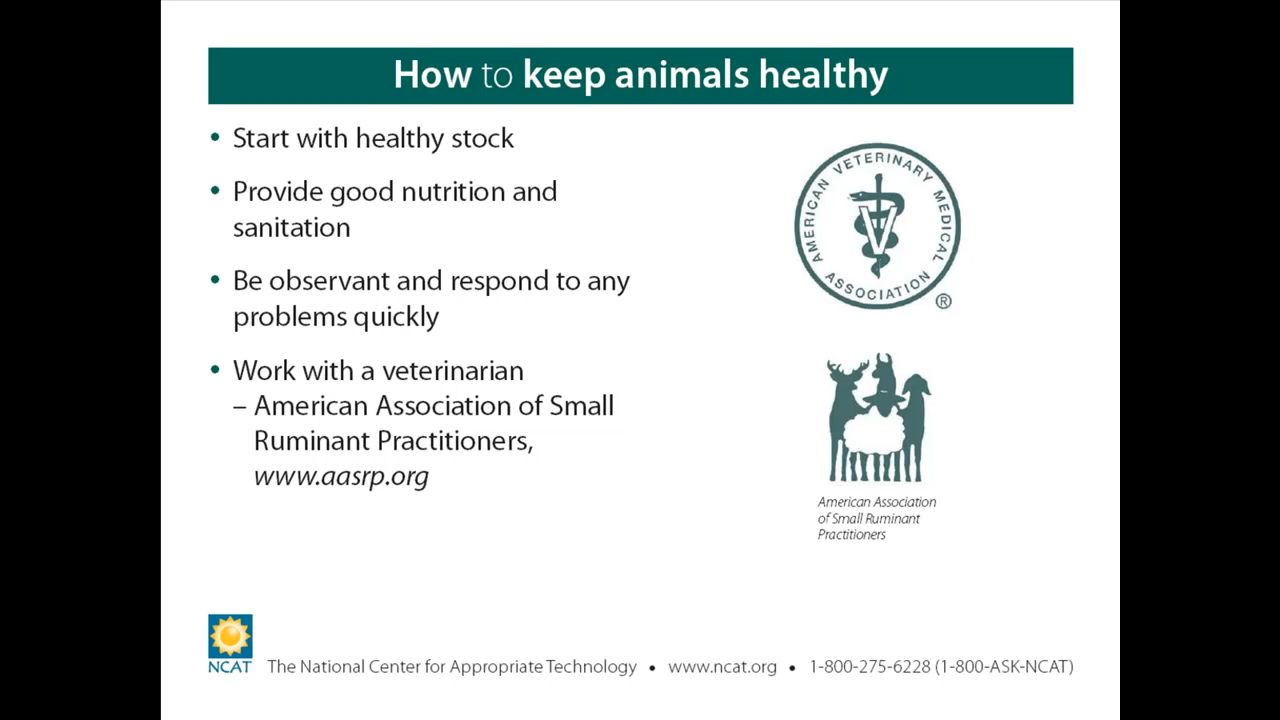 How to keep animals healthy
• Start with healthy stock
• Provide good nutrition and
sanitation
• Be observant and respond to any
problems quickly
• Work with a veterinarian
– American Association of Small
Ruminant Practitioners,
www.aasrp.org
AMERICAN VETERINARY MEDICAL
ASSOCIATION
V
®
American Association
of Small Ruminant
Practitioners
NCAT
The National Center for Appropriate Technology • www.ncat.org • 1-800-275-6228 (1-800-ASK-NCAT)